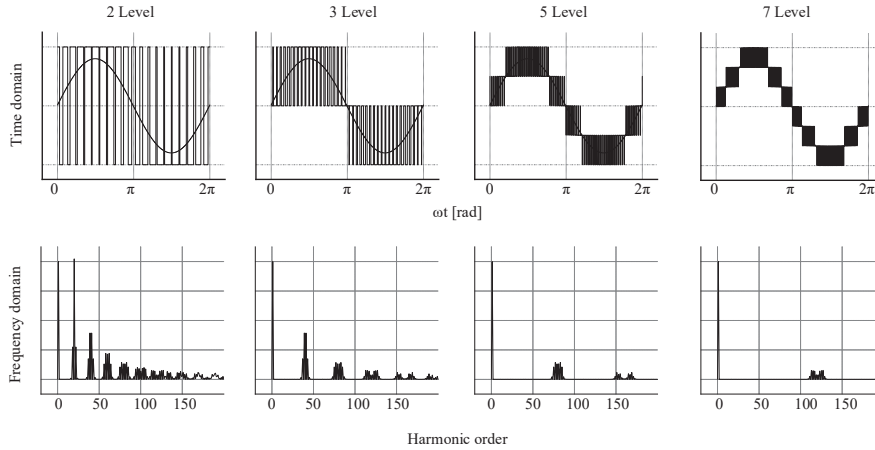 2 Level
3 Level
5 Level
7 Level
Time domain
0 π 2π
0 π 2π
0 π 2π
0 π 2π
ωt [rad]
Frequency domain
0 50 100 150
0 50 100 150
0 50 100 150
0 50 100 150
Harmonic order